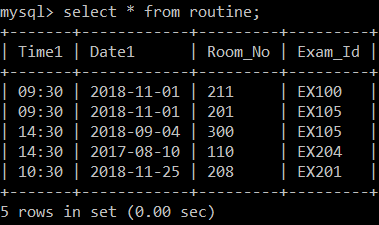 mysql> select * from routine;
+-------+------------+---------+---------+
| Time1 | Date1      | Room_No | Exam_Id |
+-------+------------+---------+---------+
| 09:30 | 2018-11-01 | 211     | EX100   |
| 09:30 | 2018-11-01 | 201     | EX105   |
| 14:30 | 2018-09-04 | 300     | EX105   |
| 14:30 | 2017-08-10 | 110     | EX204   |
| 10:30 | 2018-11-25 | 208     | EX201   |
+-------+------------+---------+---------+
5 rows in set (0.00 sec)